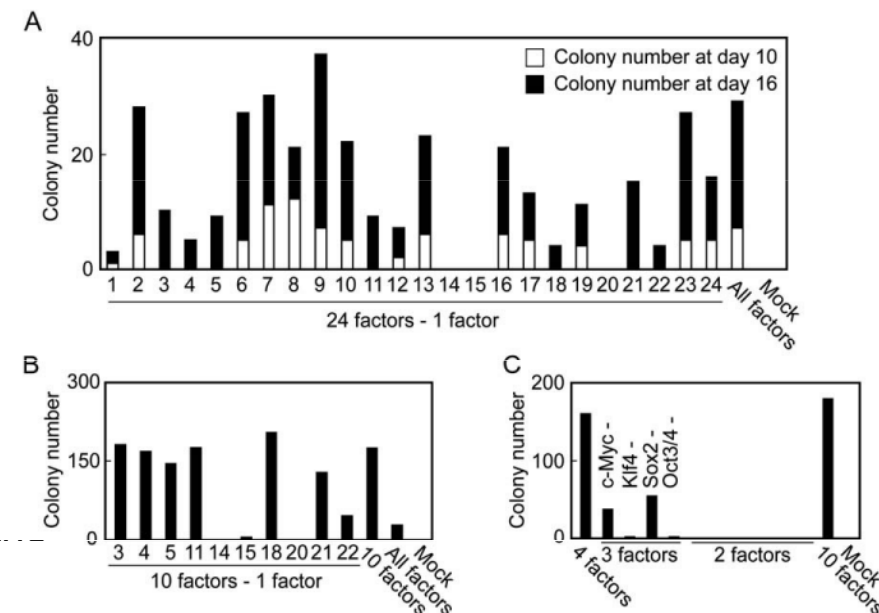 A
40
20
0
Colony number
Colony number at day 10
Colony number at day 16
1 2 3 4 5 6 7 8 9 10 11 12 13 14 15 16 17 18 19 20 21 22 23 24 All factors Mock
24 factors - 1 factor
B
300
150
0
Colony number
3 4 5 11 14 15 18 20 21 22 10 factors All factors Mock
10 factors - 1 factor
C
200
100
0
Colony number
c-Myc -
Klf4 -
Sox2 -
Oct3/4 -
4 factors 3 factors 2 factors 10 factors Mock